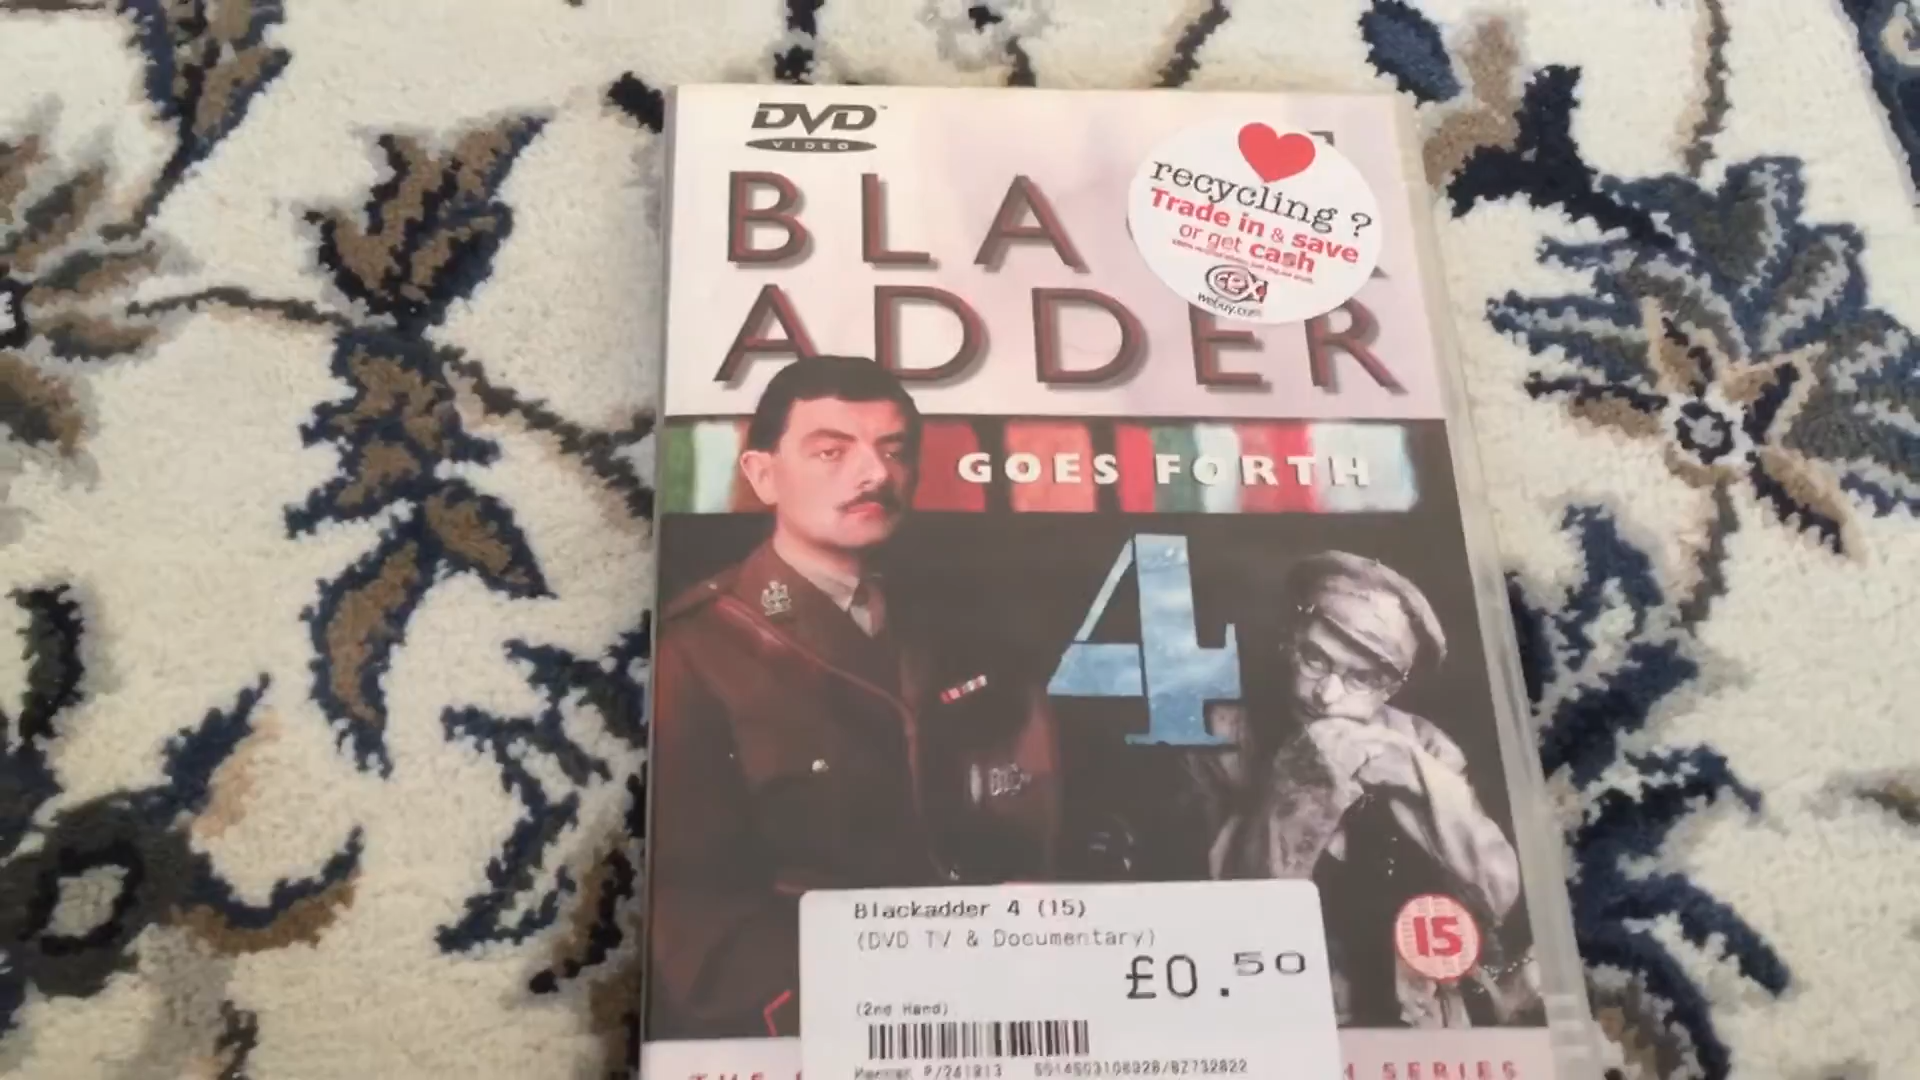 DVD
VIDEO
BLA
ADDER
recycling ?
Trade in & save
or get cash
cex
webuy.com
GOES FORTH
4
15
Blackadder 4 (15)
(DVD TV & Documentary)
£0.50
(2nd Hand)
SERIES